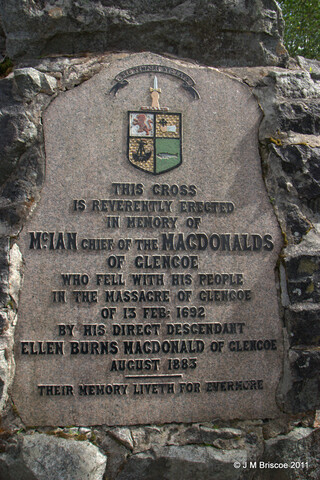 THIS CROSS
IS REVERENTLY ERECTED
IN MEMORY OF
McIAN CHIEF OF THE MACDONALDS
OF GLENCOE
WHO FELL WITH HIS PEOPLE
IN THE MASSACRE OF GLENCOE
OF 13 FEB: 1692
BY HIS DIRECT DESCENDANT
ELLEN BURNS MACDONALD OF GLENCOE
AUGUST 1883
THEIR MEMORY LIVETH FOR EVERMORE
© J M Briscoe 2011